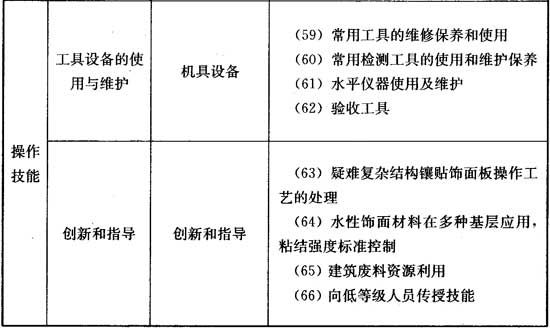 操作
技能
工具设备的使
用与维护
机具设备
（59）常用工具的维修保养和使用
（60）常用检测工具的使用和维护保养
（61）水平仪器使用及维护
（62）验收工具
创新和指导
创新和指导
（63）疑难复杂结构镶贴饰面板操作工
艺的处理
（64）水性饰面材料在多种基层应用，
粘结强度标准控制
（65）建筑废料资源利用
（66）向低等级人员传授技能